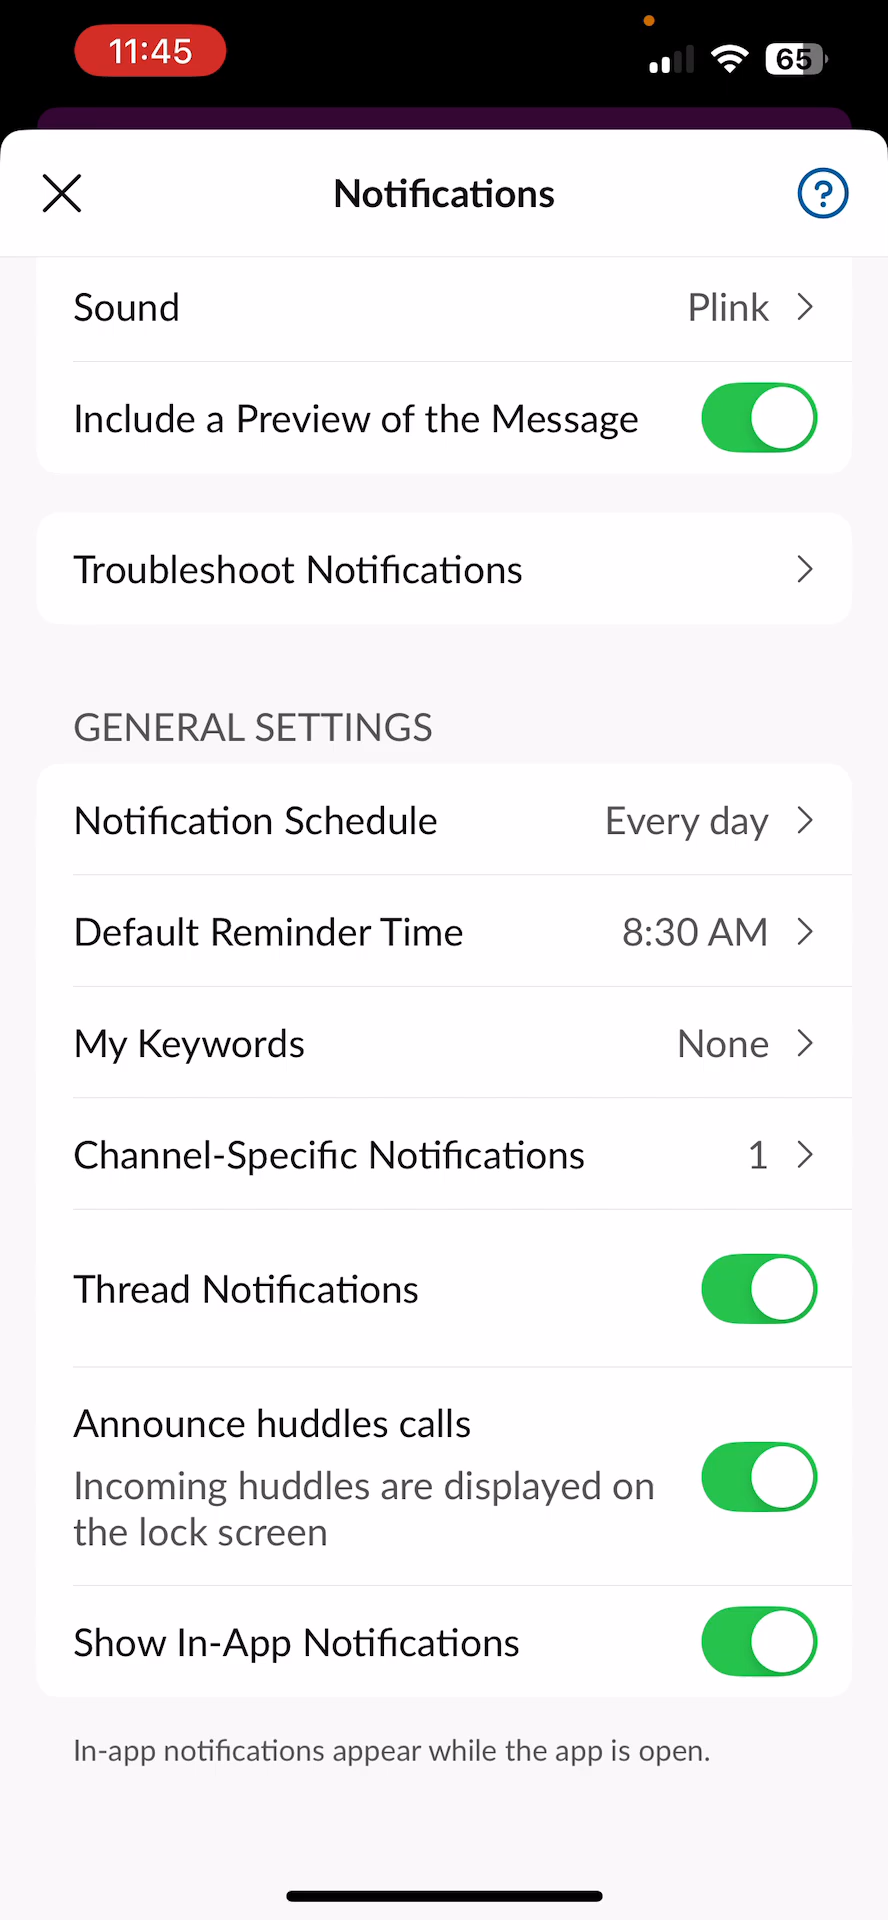 11:45
65
Notifications
?
Sound Plink
Include a Preview of the Message
Troubleshoot Notifications
GENERAL SETTINGS
Notification Schedule Every day
Default Reminder Time 8:30 AM
My Keywords None
Channel-Specific Notifications 1
Thread Notifications
Announce huddles calls
Incoming huddles are displayed on
the lock screen
Show In-App Notifications
In-app notifications appear while the app is open.